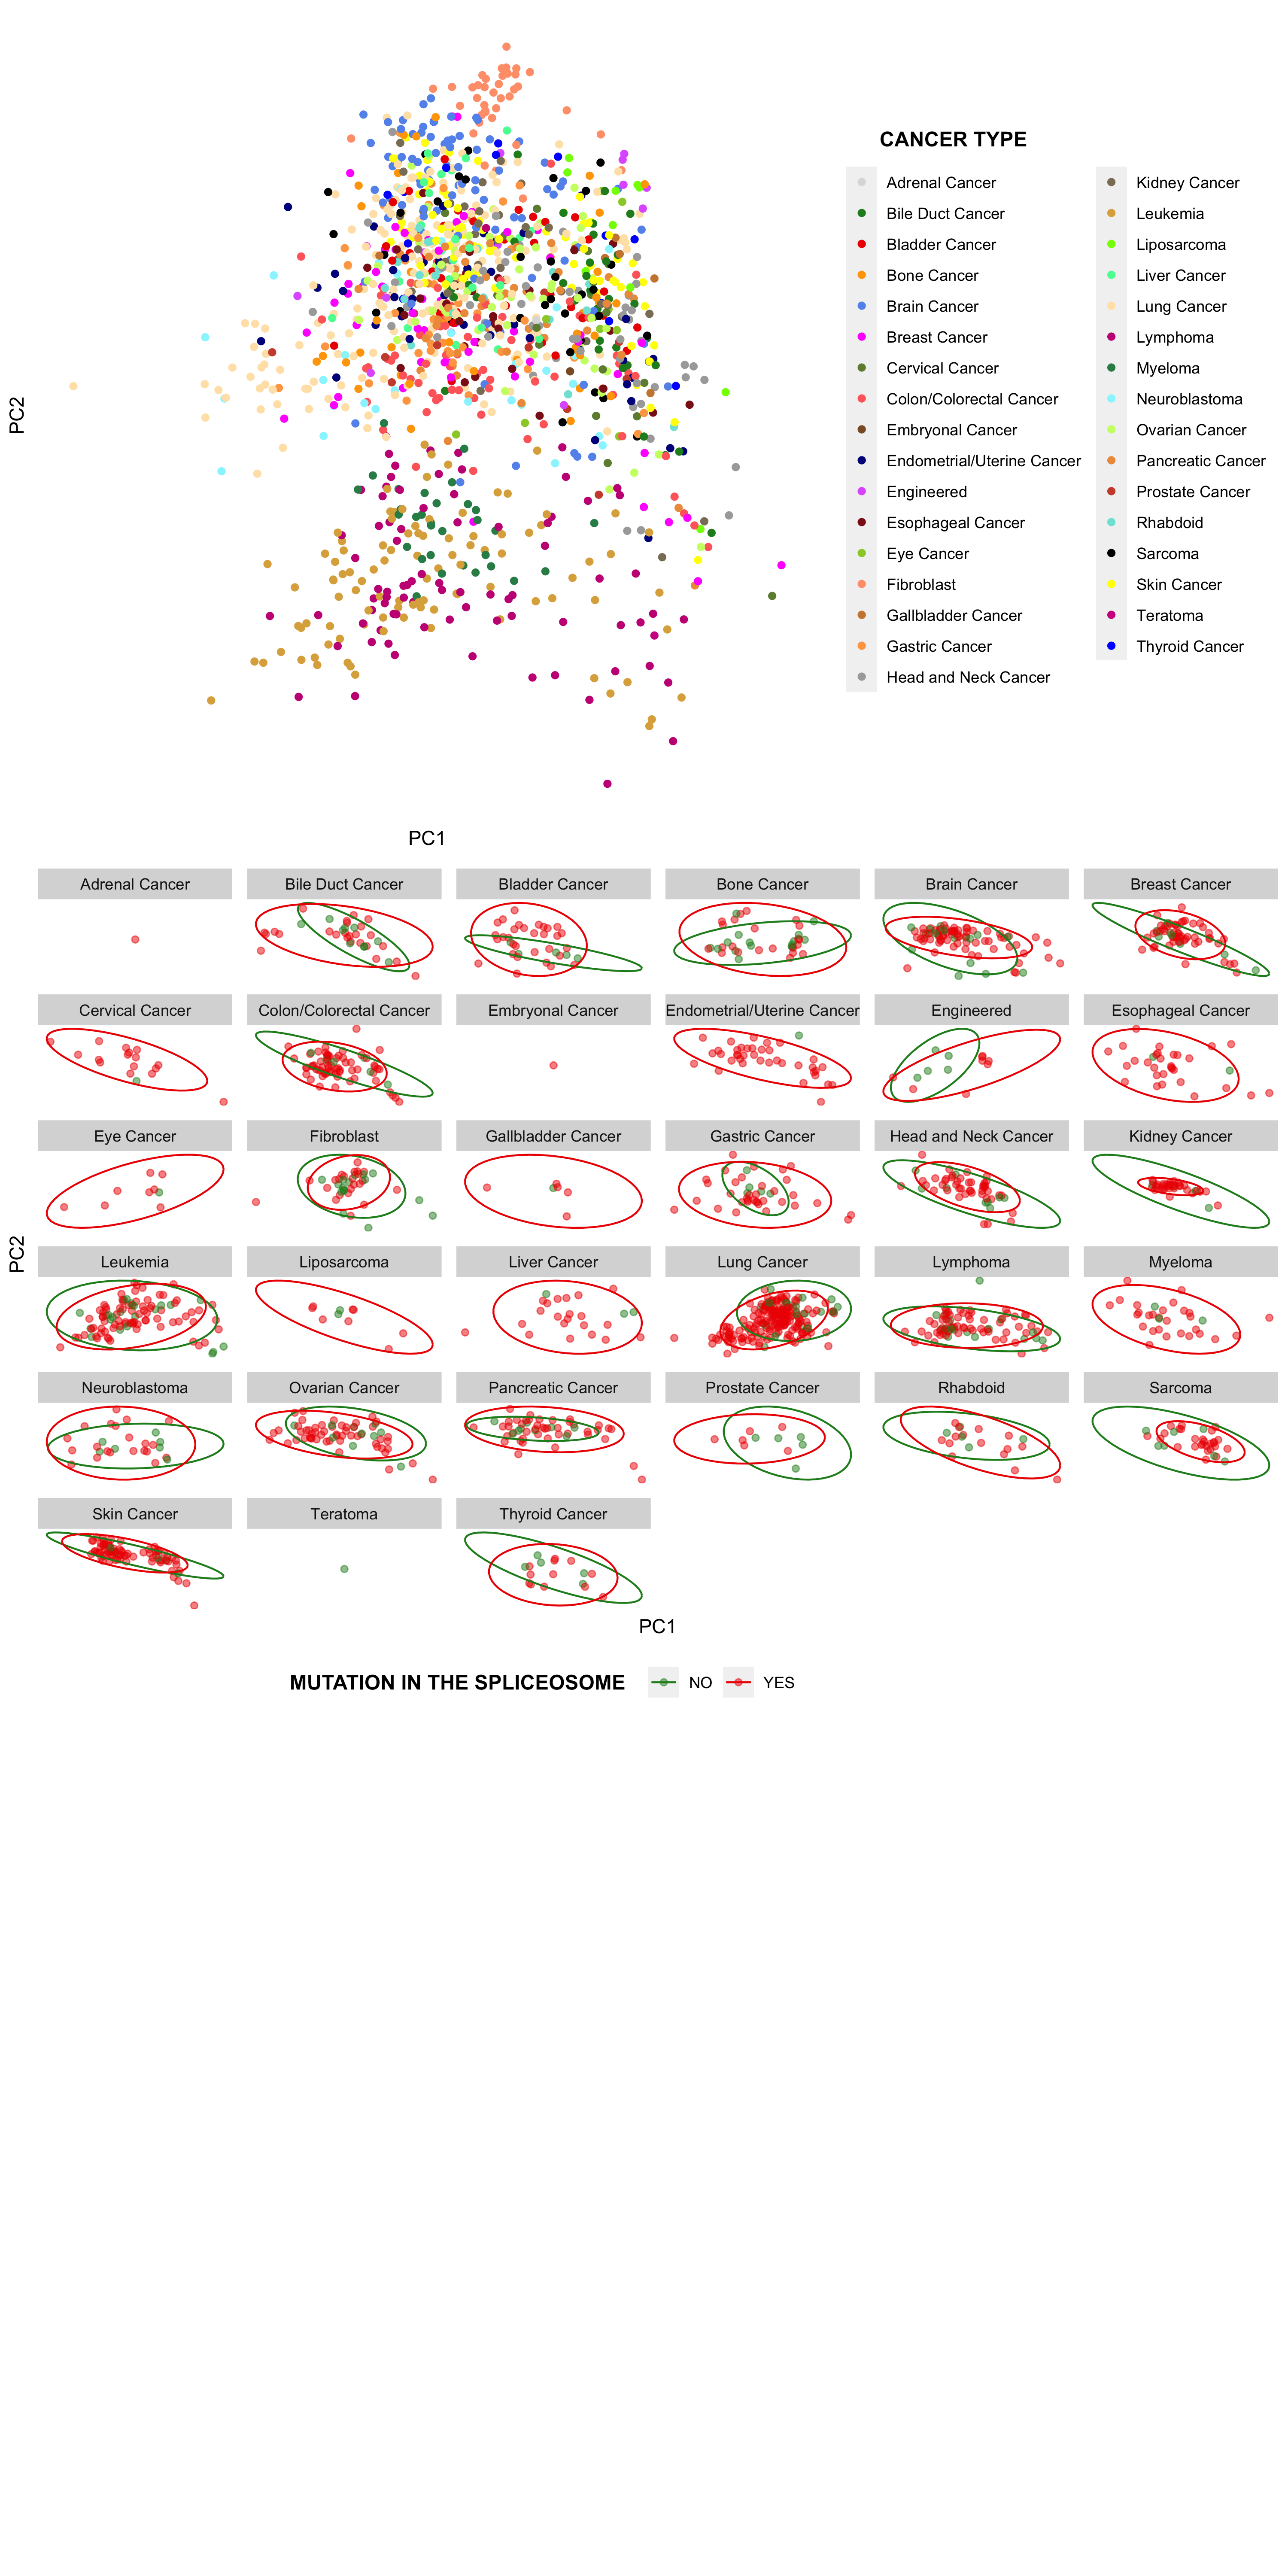 CANCER TYPE
Adrenal Cancer
Bile Duct Cancer
Bladder Cancer
Bone Cancer
Brain Cancer
Breast Cancer
Cervical Cancer
Colon/Colorectal Cancer
Embryonal Cancer
Endometrial/Uterine Cancer
Engineered
Esophageal Cancer
Eye Cancer
Fibroblast
Gallbladder Cancer
Gastric Cancer
Head and Neck Cancer
Kidney Cancer
Leukemia
Liposarcoma
Liver Cancer
Lung Cancer
Lymphoma
Myeloma
Neuroblastoma
Ovarian Cancer
Pancreatic Cancer
Prostate Cancer
Rhabdoid
Sarcoma
Skin Cancer
Teratoma
Thyroid Cancer
PC2
PC1
Adrenal Cancer
Bile Duct Cancer
Bladder Cancer
Bone Cancer
Brain Cancer
Breast Cancer
Cervical Cancer
Colon/Colorectal Cancer
Embryonal Cancer
Endometrial/Uterine Cancer
Engineered
Esophageal Cancer
Eye Cancer
Fibroblast
Gallbladder Cancer
Gastric Cancer
Head and Neck Cancer
Kidney Cancer
PC2
Leukemia
Liposarcoma
Liver Cancer
Lung Cancer
Lymphoma
Myeloma
Neuroblastoma
Ovarian Cancer
Pancreatic Cancer
Prostate Cancer
Rhabdoid
Sarcoma
Skin Cancer
Teratoma
Thyroid Cancer
PC1
MUTATION IN THE SPLICEOSOME
NO
YES